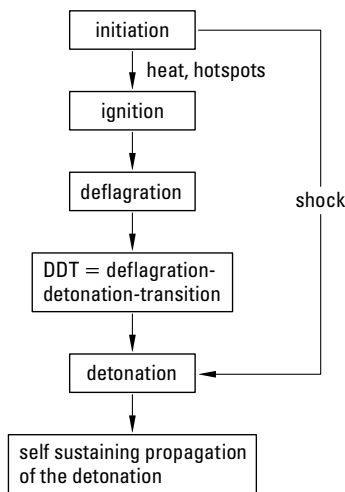 initiation
heat, hotspots
ignition
deflagration
shock
DDT = deflagration-
detonation-transition
detonation
self sustaining propagation
of the detonation